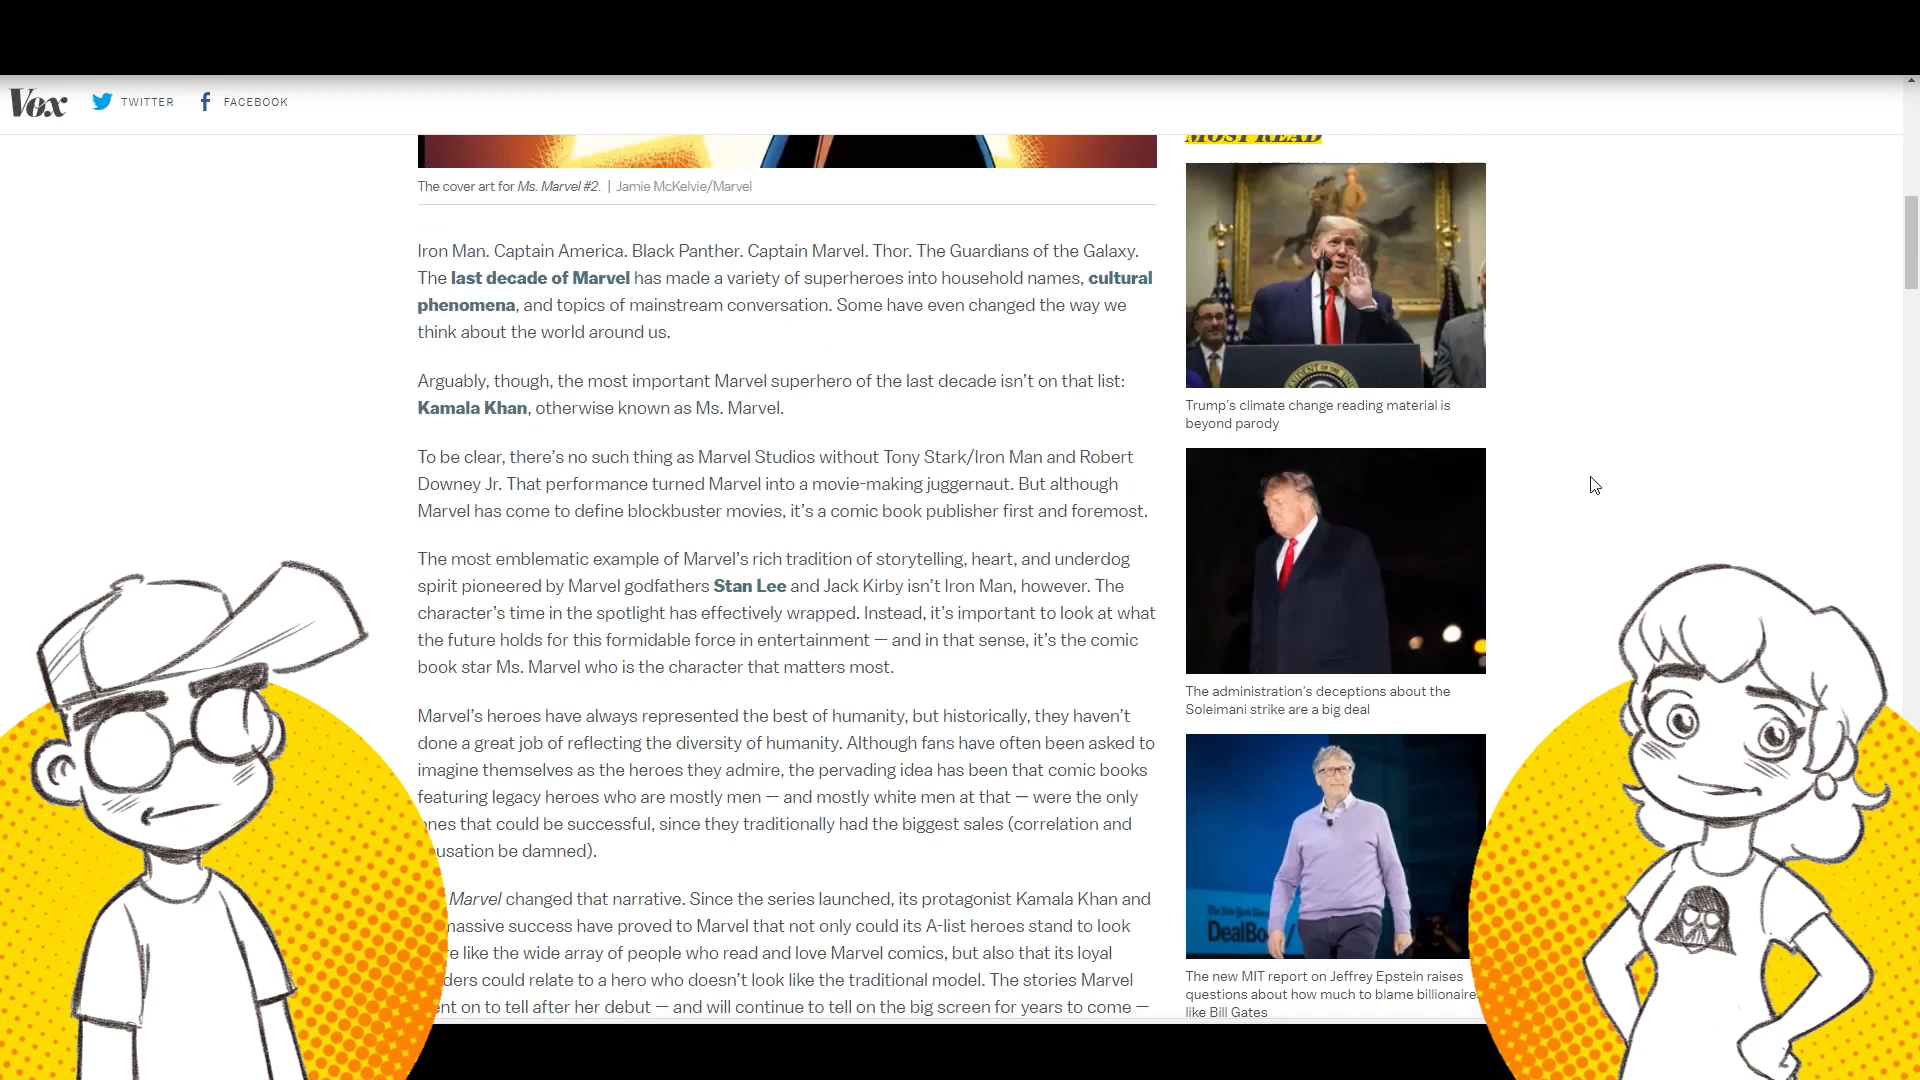 Vox
TWITTER
FACEBOOK
MOST READ
The cover art for Ms. Marvel #2. | Jamie McKelvie/Marvel
Iron Man. Captain America. Black Panther. Captain Marvel. Thor. The Guardians of the Galaxy.
The last decade of Marvel has made a variety of superheroes into household names, cultural
phenomena, and topics of mainstream conversation. Some have even changed the way we
think about the world around us.
Arguably, though, the most important Marvel superhero of the last decade isn't on that list:
Kamala Khan, otherwise known as Ms. Marvel.
To be clear, there's no such thing as Marvel Studios without Tony Stark/Iron Man and Robert
Downey Jr. That performance turned Marvel into a movie-making juggernaut. But although
Marvel has come to define blockbuster movies, it's a comic book publisher first and foremost.
The most emblematic example of Marvel's rich tradition of storytelling, heart, and underdog
spirit pioneered by Marvel godfathers Stan Lee and Jack Kirby isn't Iron Man, however. The
character's time in the spotlight has effectively wrapped. Instead, it's important to look at what
the future holds for this formidable force in entertainment — and in that sense, it's the comic
book star Ms. Marvel who is the character that matters most.
Marvel's heroes have always represented the best of humanity, but historically, they haven't
done a great job of reflecting the diversity of humanity. Although fans have often been asked to
imagine themselves as the heroes they admire, the pervading idea has been that comic books
featuring legacy heroes who are mostly men — and mostly white men at that — were the only
nes that could be successful, since they traditionally had the biggest sales (correlation and
usation be damned).
Marvel changed that narrative. Since the series launched, its protagonist Kamala Khan and
massive success have proved to Marvel that not only could its A-list heroes stand to look
e like the wide array of people who read and love Marvel comics, but also that its loyal
ders could relate to a hero who doesn't look like the traditional model. The stories Marvel
nt on to tell after her debut — and will continue to tell on the big screen for years to come —
Trump's climate change reading material is
beyond parody
The administration's deceptions about the
Soleimani strike are a big deal
DealBo
The new MIT report on Jeffrey Epstein raises
questions about how much to blame billionaire
like Bill Gates